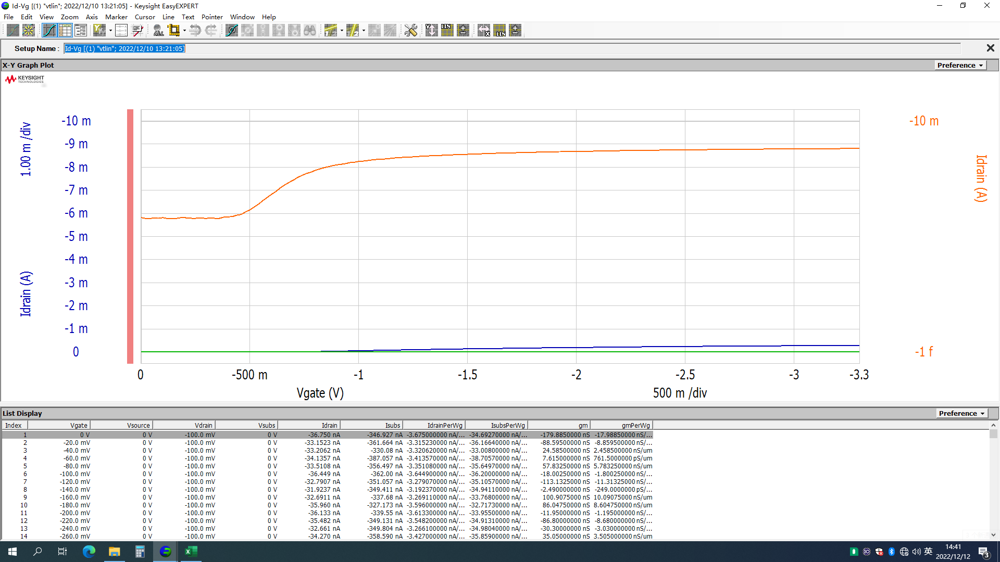 Id-Vg [(1) "vtlin"; 2022/12/10 13:21:05] - Keysight EasyEXPERT
File Edit View Zoom Axis Marker Cursor Line Text Pointer Window Help
Setup Name : Id-Vg [(1) "vtlin"; 2022/12/10 13:21:05]
X-Y Graph Plot Preference
KEYSIGHT
TECHNOLOGIES
1.00 m /div
Idrain (A)
-10 m
-9 m
-8 m
-7 m
-6 m
-5 m
-4 m
-3 m
-2 m
-1 m
0
-10 m
Idrain (A)
-1 f
0 -500 m -1 -1.5 -2 -2.5 -3 -3.3
Vgate (V) 500 m /div
List Display Preference
Index Vgate Vsource Vdrain Vsubs Idrain Isubs IdrainPerWg IsubsPerWg gm gmPerWg
1 0 V 0 V -100.0 mV 0 V -36.750 nA -346.927 nA -3.675000000 nA/... -34.69270000 nA/... -179.8850000 nS -17.98850000 nS/...
2 -20.0 mV 0 V -100.0 mV 0 V -33.1523 nA -361.664 nA -3.315230000 nA/... -36.16640000 nA/... -88.59500000 nS -8.859500000 nS/...
3 -40.0 mV 0 V -100.0 mV 0 V -33.2062 nA -330.08 nA -3.320620000 nA/... -33.00800000 nA/... 24.58500000 nS 2.458500000 nS/um
4 -60.0 mV 0 V -100.0 mV 0 V -34.1357 nA -387.057 nA -3.413570000 nA/... -38.70570000 nA/... 7.615000000 nS 761.5000000 pS/um
5 -80.0 mV 0 V -100.0 mV 0 V -33.5108 nA -356.497 nA -3.351080000 nA/... -35.64970000 nA/... 57.83250000 nS 5.783250000 nS/um
6 -100.0 mV 0 V -100.0 mV 0 V -36.449 nA -362.00 nA -3.644900000 nA/... -36.20000000 nA/... -18.00250000 nS -1.800250000 nS/...
7 -120.0 mV 0 V -100.0 mV 0 V -32.7907 nA -351.057 nA -3.279070000 nA/... -35.10570000 nA/... -113.1325000 nS -11.31325000 nS/...
8 -140.0 mV 0 V -100.0 mV 0 V -31.9237 nA -349.411 nA -3.192370000 nA/... -34.94110000 nA/... -2.490000000 nS -249.0000000 pS/...
9 -160.0 mV 0 V -100.0 mV 0 V -32.6911 nA -337.68 nA -3.269110000 nA/... -33.76800000 nA/... 100.9075000 nS 10.09075000 nS/um
10 -180.0 mV 0 V -100.0 mV 0 V -35.960 nA -327.173 nA -3.596000000 nA/... -32.71730000 nA/... 86.04750000 nS 8.604750000 nS/um
11 -200.0 mV 0 V -100.0 mV 0 V -36.133 nA -339.55 nA -3.613300000 nA/... -33.95500000 nA/... -11.95000000 nS -1.195000000 nS/...
12 -220.0 mV 0 V -100.0 mV 0 V -35.482 nA -349.131 nA -3.548200000 nA/... -34.91310000 nA/... -86.80000000 nS -8.680000000 nS/...
13 -240.0 mV 0 V -100.0 mV 0 V -32.661 nA -349.804 nA -3.266100000 nA/... -34.98040000 nA/... -30.30000000 nS -3.030000000 nS/...
14 -260.0 mV 0 V -100.0 mV 0 V -34.270 nA -358.590 nA -3.427000000 nA/... -35.85900000 nA/... 35.05000000 nS 3.505000000 nS/um
英 14:41
2022/12/12 3